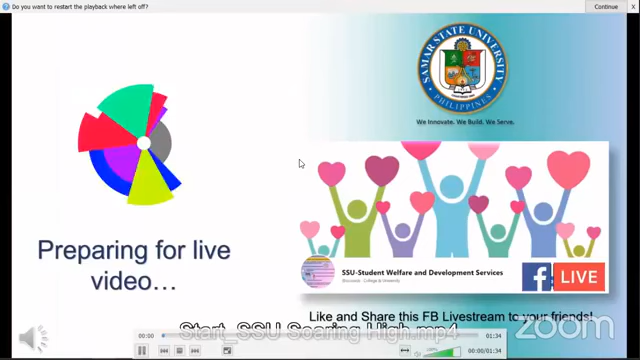 Do you want to restart the playback where left off?
Continue
X
SAMAR STATE UNIVERSITY
PHILIPPINES
We Innovate. We Build. We Serve.
Preparing for live
video...
SSU-Student Welfare and Development Services
f LIVE
Like and Share this FB Livestream to your friends!
Start_SSU Soaring High.mp4
zoom
00:00
01:34
00:00/01:34